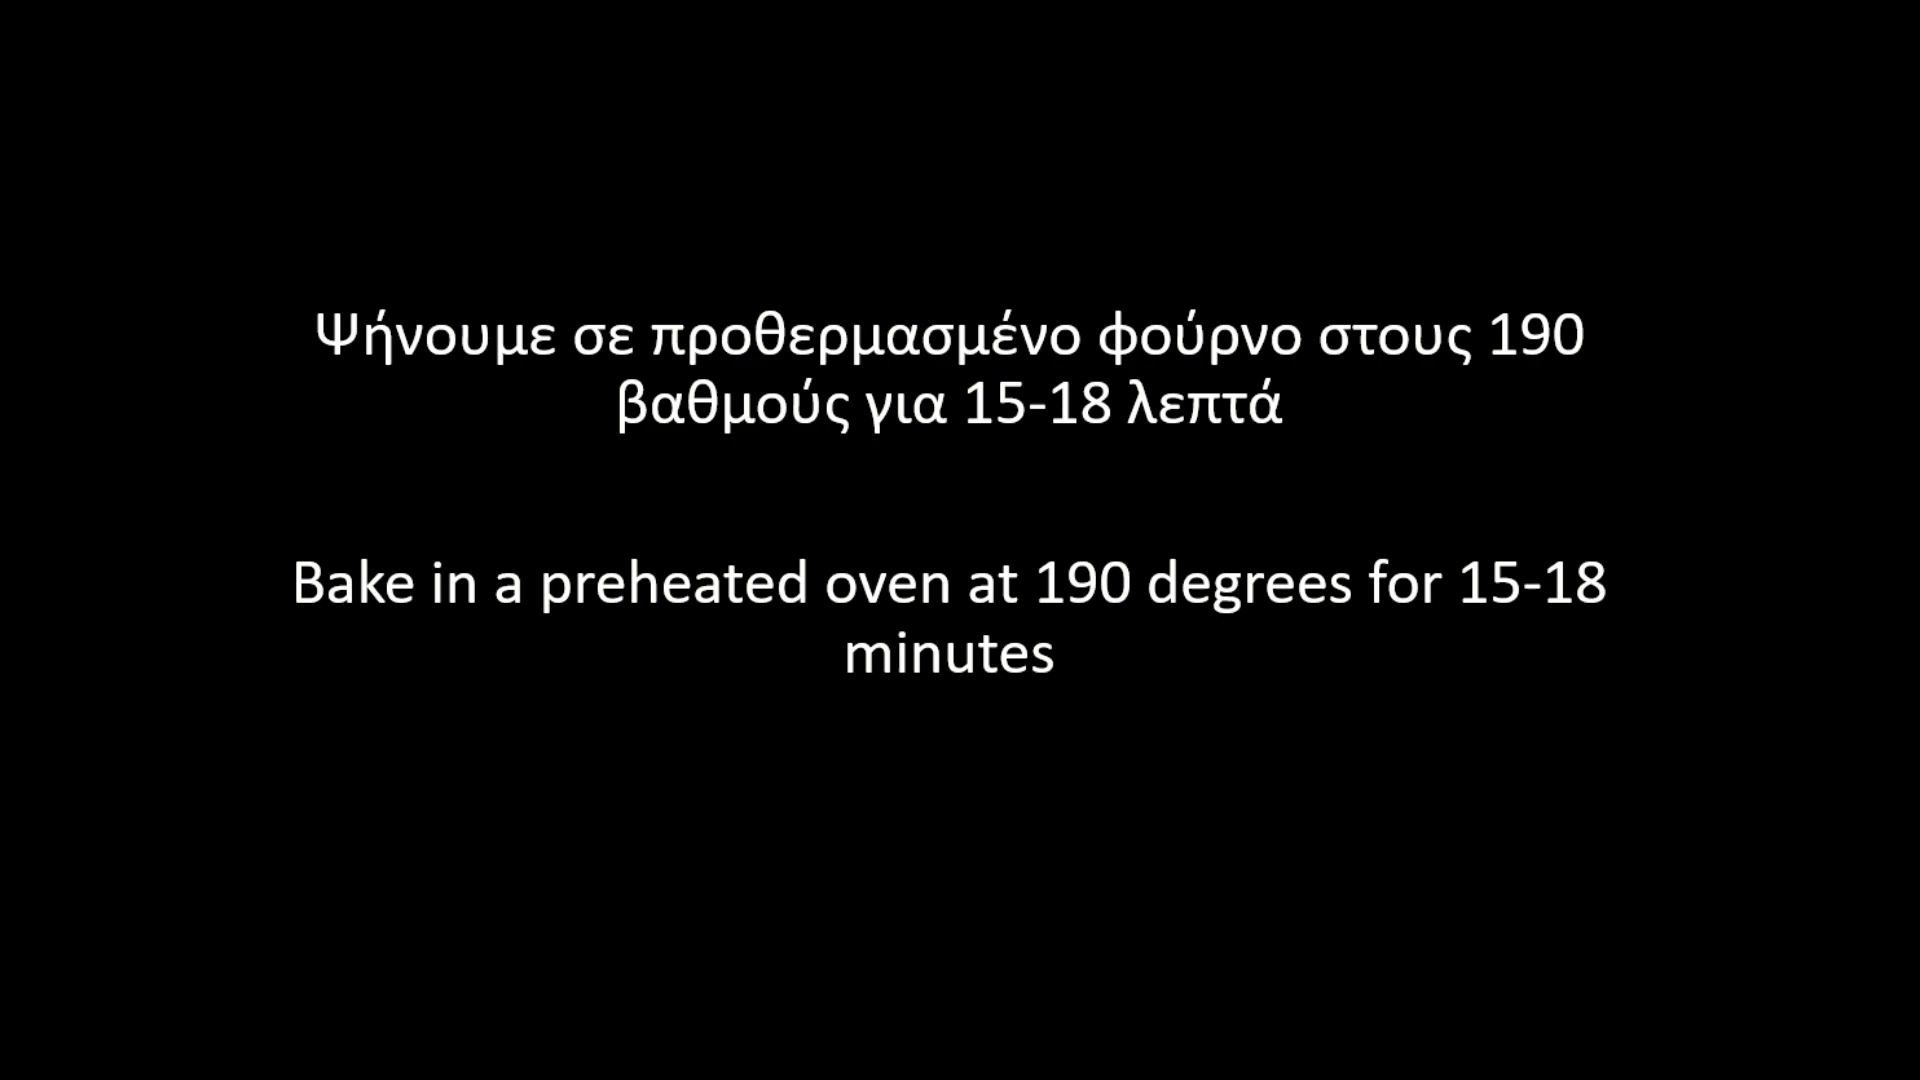 Ψήνουμε σε προθερμασμένο φούρνο στους 190
βαθμούς για 15-18 λεπτά
Bake in a preheated oven at 190 degrees for 15-18
minutes